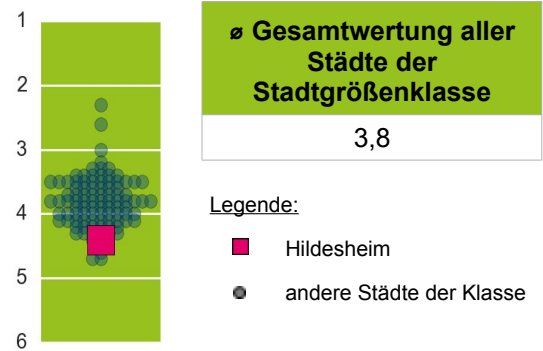 1
2
3
4
5
6
ø Gesamtwertung aller
Städte der
Stadtgrößenklasse
3,8
Legende:
Hildesheim
andere Städte der Klasse